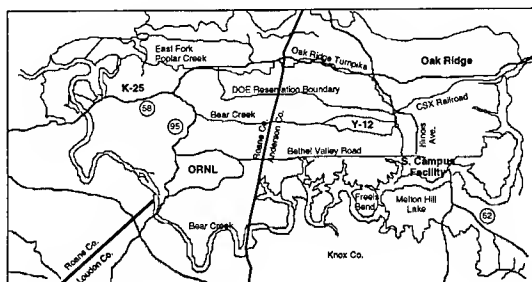 East Fork
Poplar Creek
Oak Ridge Turnpika
Oak Ridge
K-25
DOE Reservation Boundary
58
CSX Railroad
Bear Creek
Y-12
95
Roane Co.
Anderson Co.
Illinois
Ave.
Bethel Valley Road
ORNL
S. Campus
Facility
Freels
Bend
Melton Hill
Lake
Bear Creek
62
Roane Co.
Loudon Co.
Knox Co.